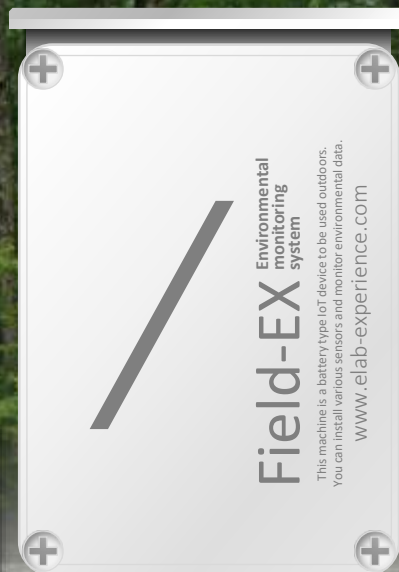 Field-EX
Environmental
monitoring
system
This machine is a battery type IoT device to be used outdoors.
You can install various sensors and monitor environmental data.
www.elab-experience.com